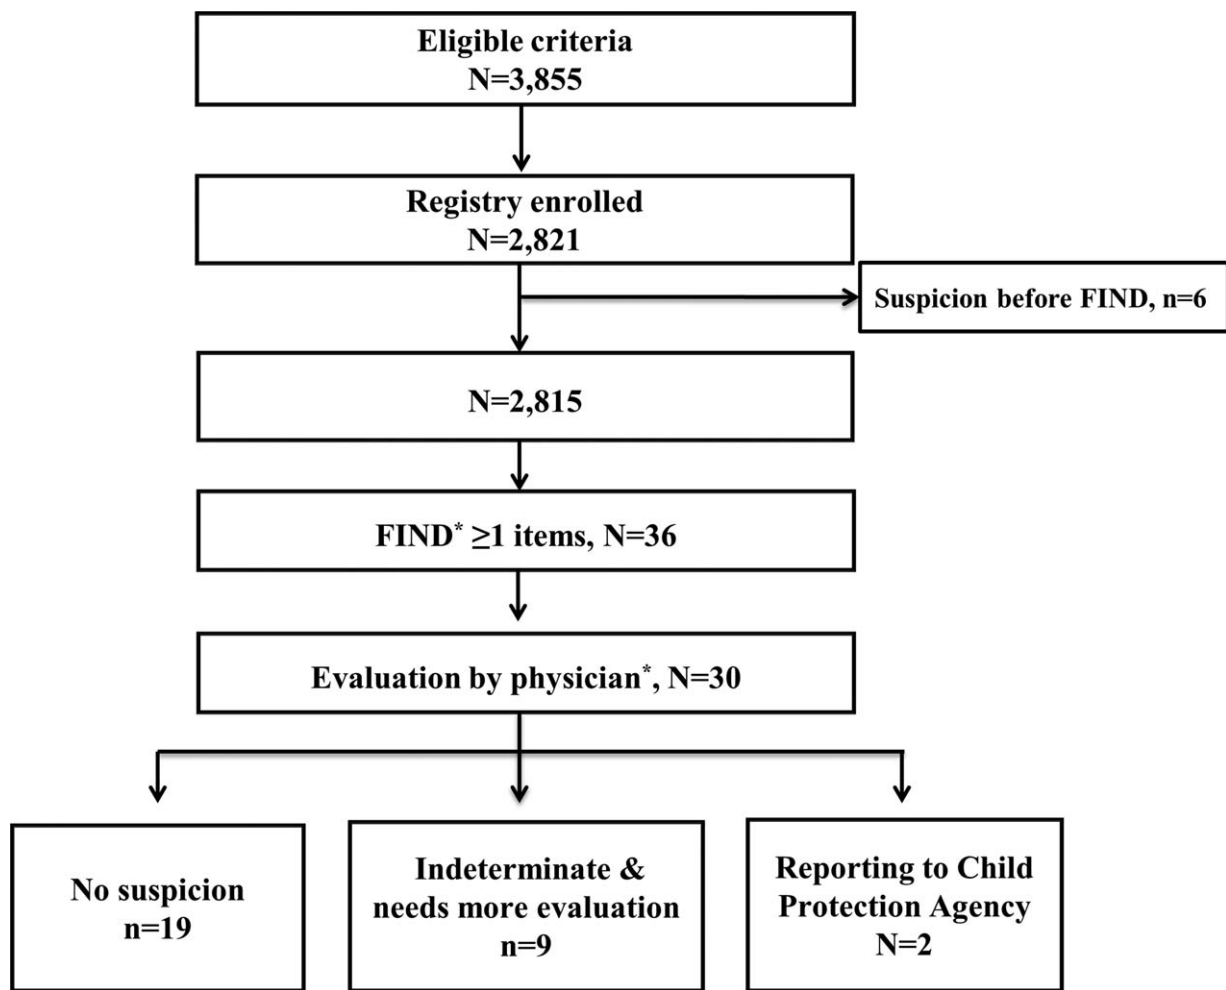 Eligible criteria
N=3,855
Registry enrolled
N=2,821
Suspicion before FIND, n=6
N=2,815
FIND* ≥1 items, N=36
Evaluation by physician*, N=30
No suspicion
n=19
Indeterminate &
needs more evaluation
n=9
Reporting to Child
Protection Agency
N=2